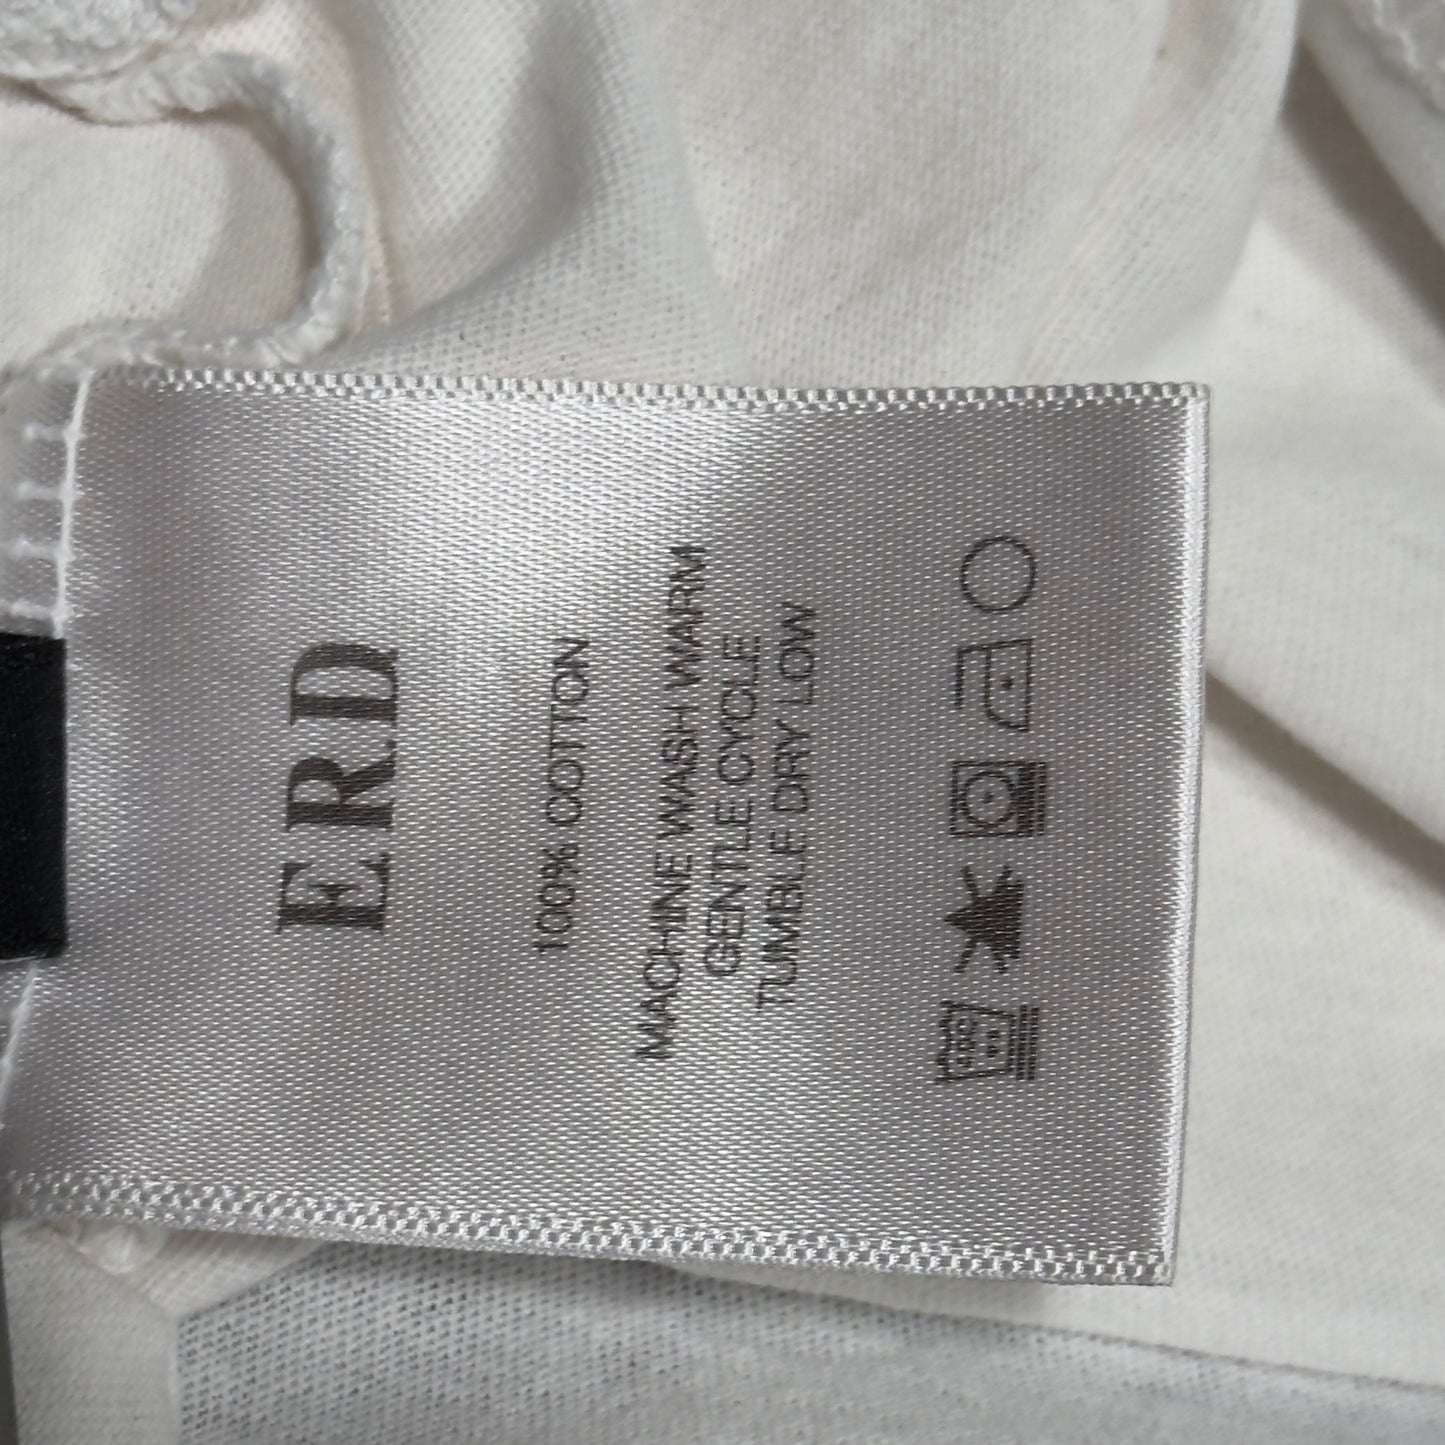 ERD
100% COTTON
MACHINE WASH WARM
GENTLE CYCLE
TUMBLE DRY LOW